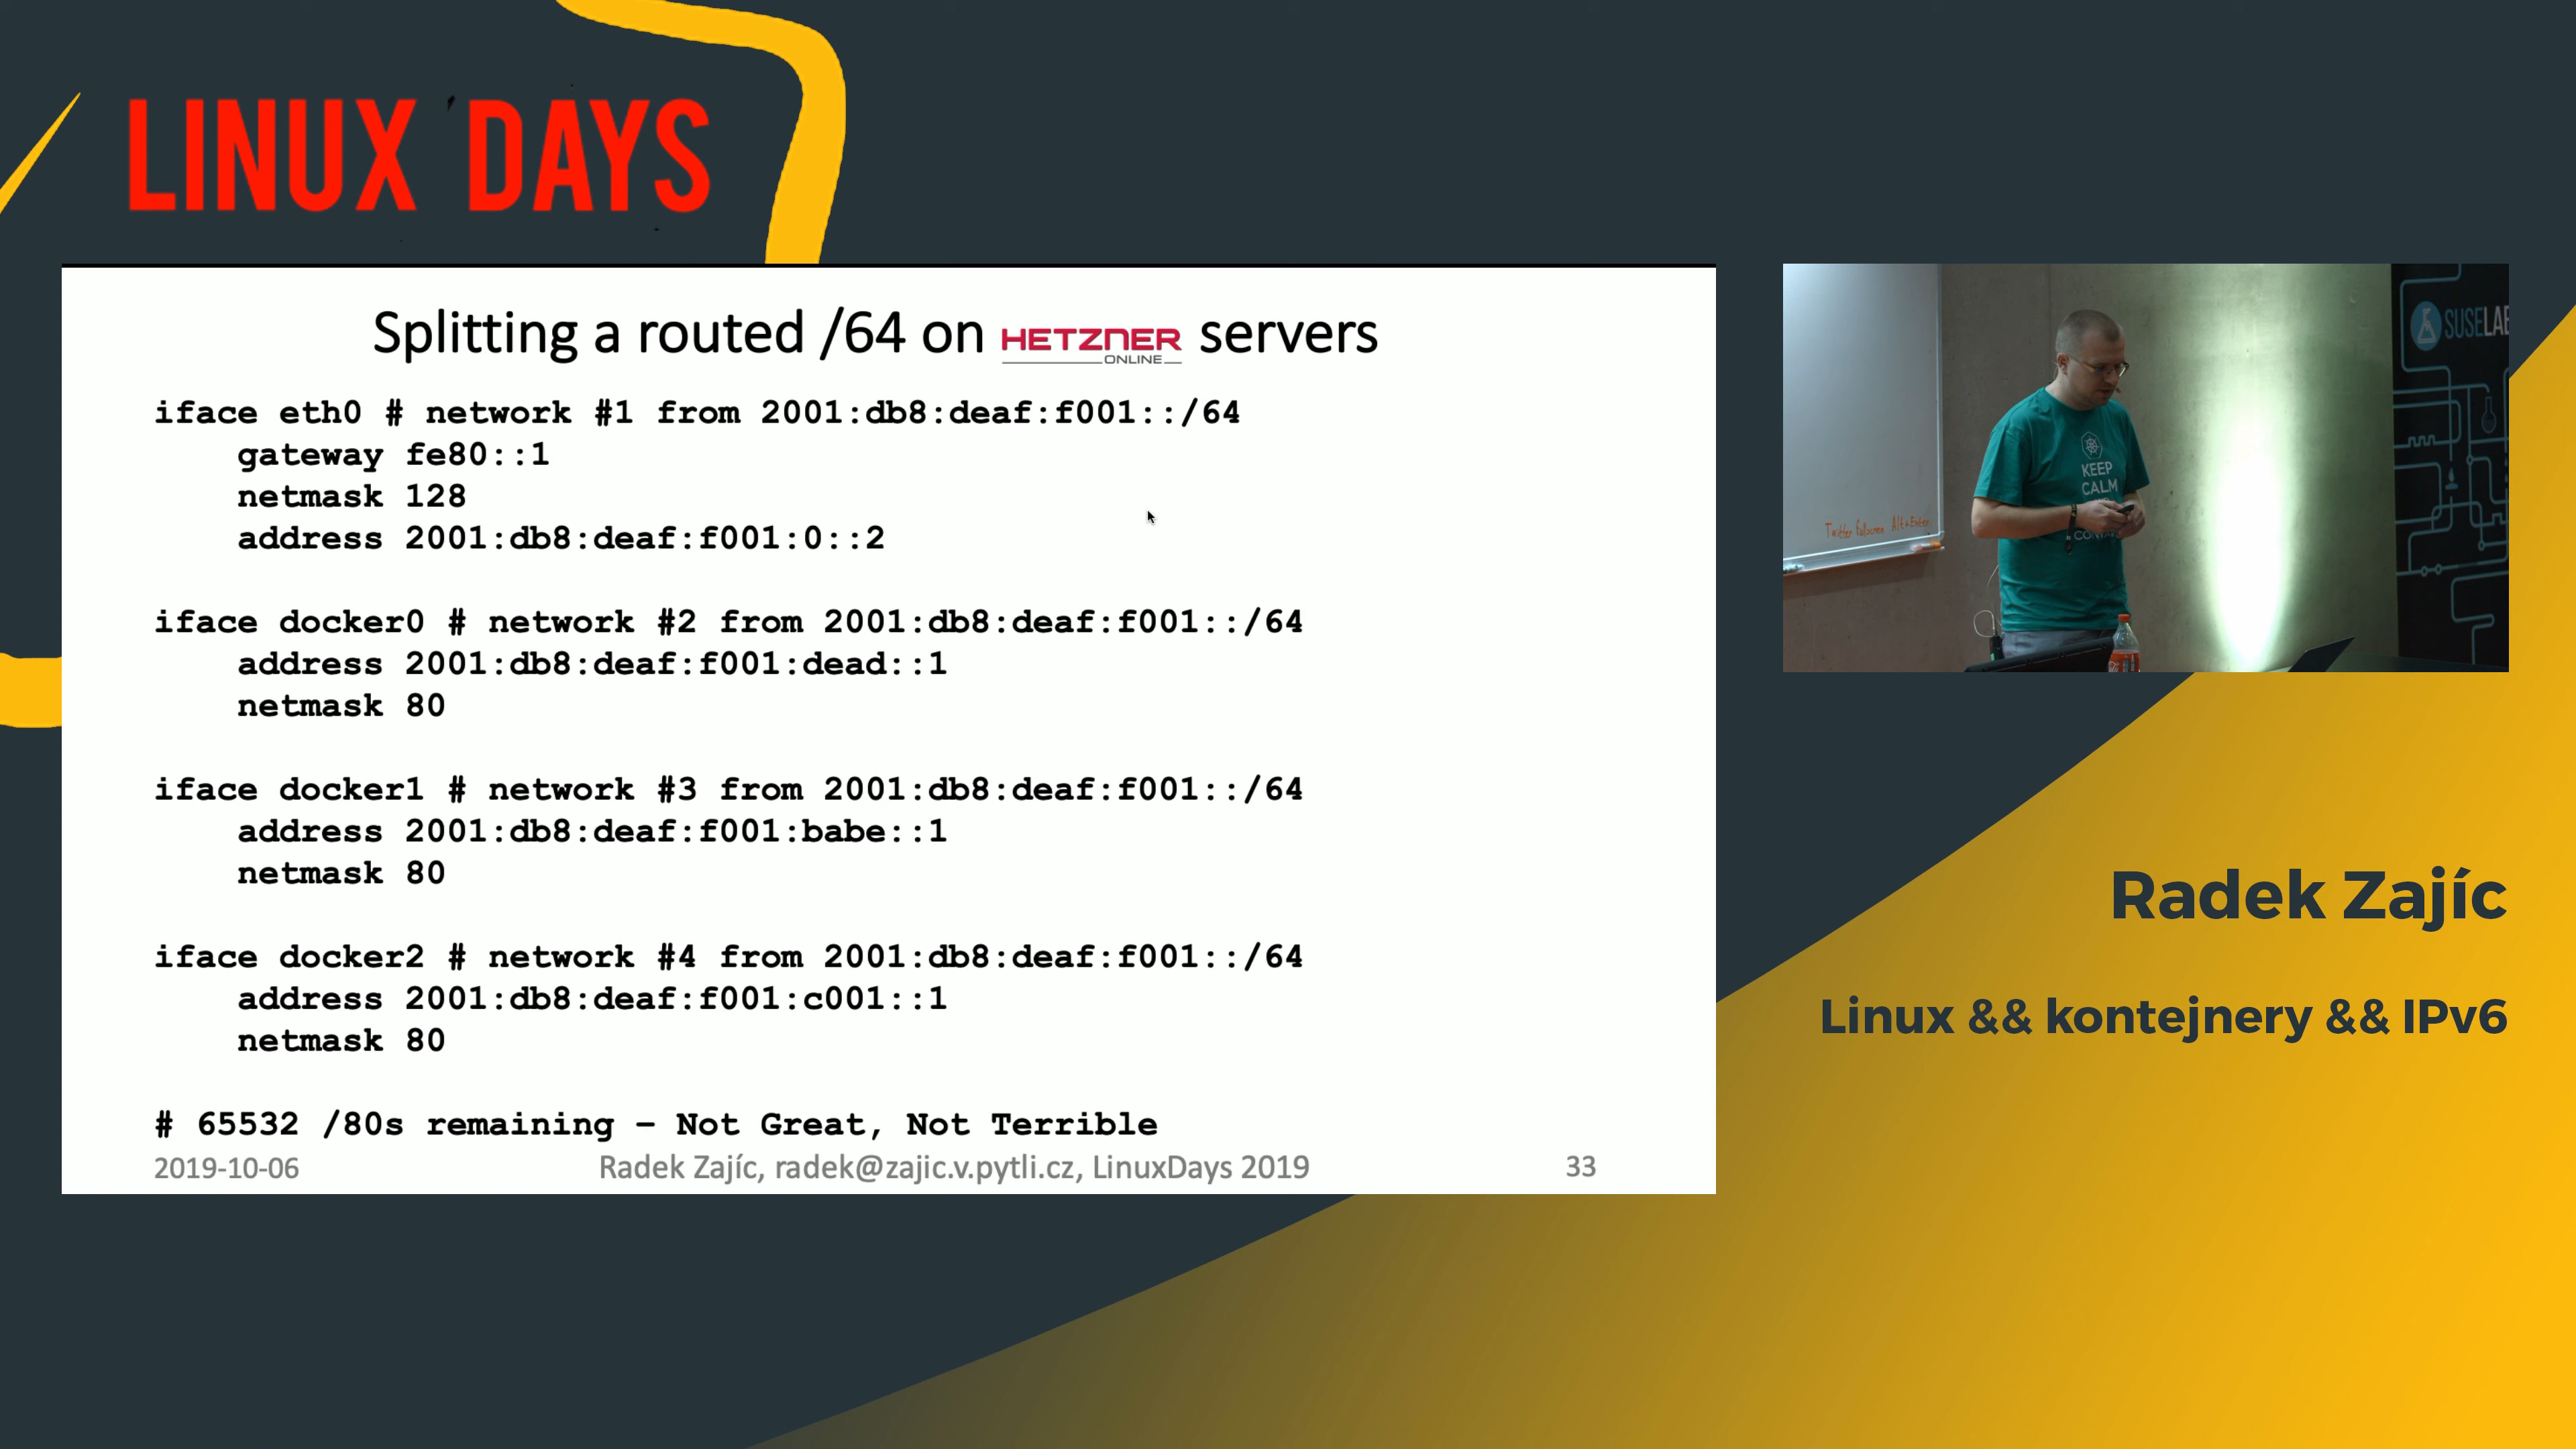 LINUX DAYS
Splitting a routed /64 on HETZNER ONLINE servers
iface eth0 # network #1 from 2001:db8:deaf:f001::/64
gateway fe80::1
netmask 128
address 2001:db8:deaf:f001:0::2
iface docker0 # network #2 from 2001:db8:deaf:f001::/64
address 2001:db8:deaf:f001:dead::1
netmask 80
iface docker1 # network #3 from 2001:db8:deaf:f001::/64
address 2001:db8:deaf:f001:babe::1
netmask 80
iface docker2 # network #4 from 2001:db8:deaf:f001::/64
address 2001:db8:deaf:f001:c001::1
netmask 80
# 65532 /80s remaining – Not Great, Not Terrible
2019-10-06 Radek Zajíc, radek@zajic.v.pytli.cz, LinuxDays 2019 33
Twitter Alt+Enter
KEEP
CALM
AND
SUSELAB
Radek Zajíc
Linux && kontejnery && IPv6